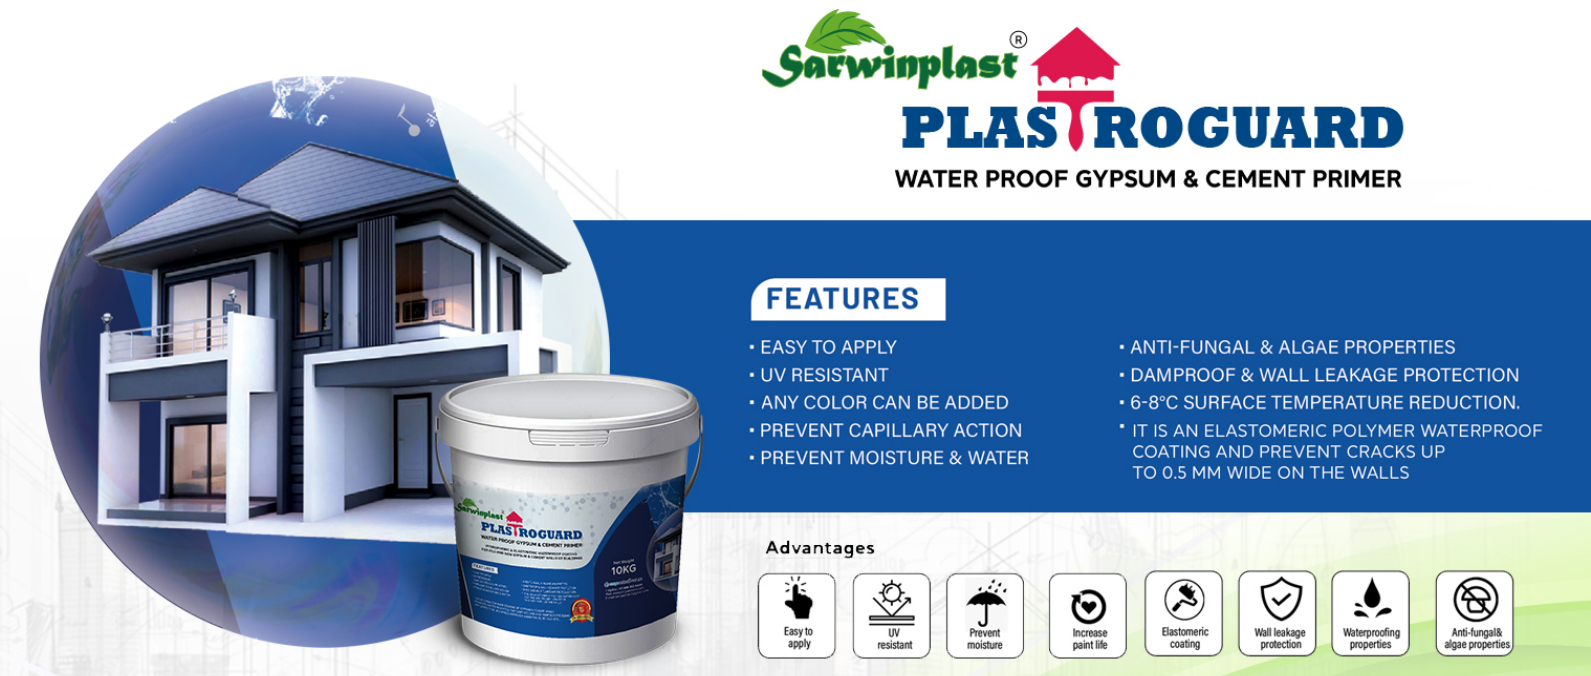 Sarwinplast®
PLASTROGUARD
WATER PROOF GYPSUM & CEMENT PRIMER
FEATURES
• EASY TO APPLY
• UV RESISTANT
• ANY COLOR CAN BE ADDED
• PREVENT CAPILLARY ACTION
• PREVENT MOISTURE & WATER
• ANTI-FUNGAL & ALGAE PROPERTIES
• DAMPROOF & WALL LEAKAGE PROTECTION
• 6-8°C SURFACE TEMPERATURE REDUCTION.
• IT IS AN ELASTOMERIC POLYMER WATERPROOF
COATING AND PREVENT CRACKS UP
TO 0.5 MM WIDE ON THE WALLS
Sarwinplast
PLASTROGUARD
WATER PROOF GYPSUM & CEMENT PRIMER
FEATURES
Net Weight
10KG
Advantages
Easy to
apply
UV
resistant
Prevent
moisture
Increase
paint life
Elastomeric
coating
Wall leakage
protection
Waterproofing
properties
Anti-fungal&
algae properties